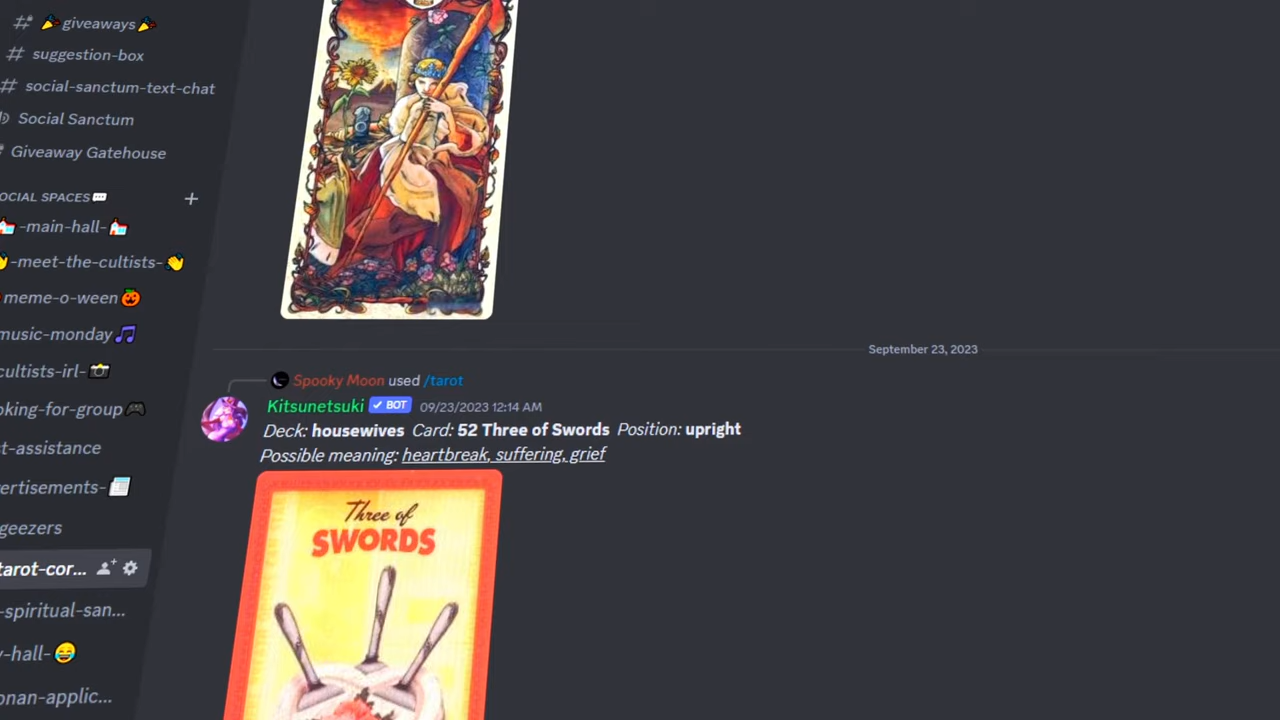 giveaways
suggestion-box
social-sanctum-text-chat
Social Sanctum
Giveaway Gatehouse
OCIAL SPACES
-main-hall-
-meet-the-cultists-
meme-o-ween
music-monday
cultists-irl-
oking-for-group
st-assistance
ertisements-
geezers
tarot-cor...
-spiritual-san...
y-hall-
onan-applic...
September 23, 2023
Spooky Moon used /tarot
Kitsunetsuki BOT 09/23/2023 12:14 AM
Deck: housewives Card: 52 Three of Swords Position: upright
Possible meaning: heartbreak, suffering, grief
Three of
SWORDS